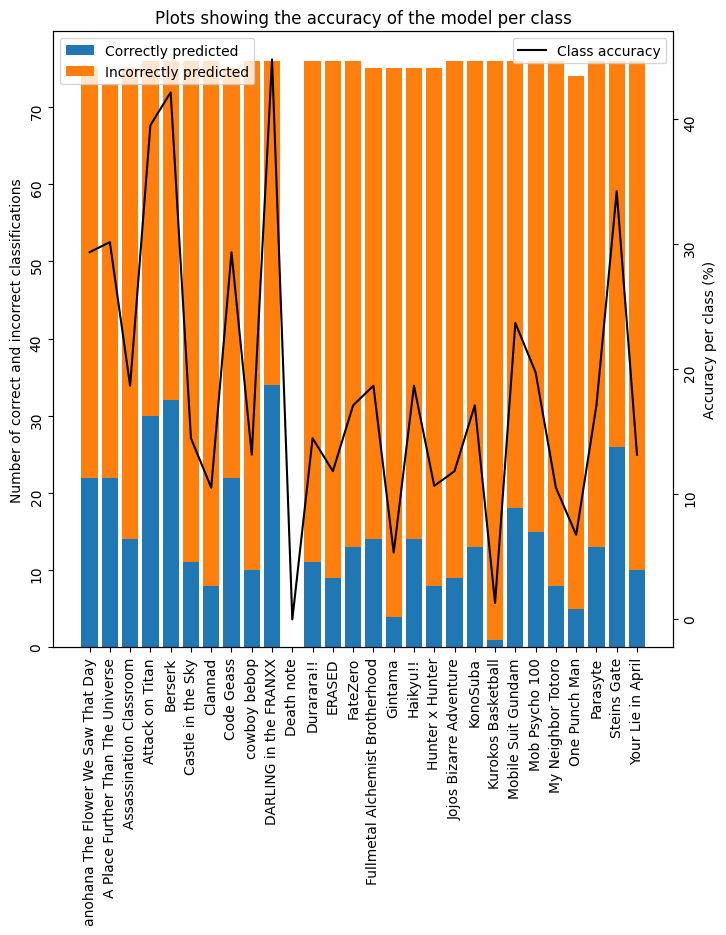 Plots showing the accuracy of the model per class
Correctly predicted
Incorrectly predicted
Class accuracy
Number of correct and incorrect classifications
0
10
20
30
40
50
60
70
Accuracy per class (%)
0
10
20
30
40
anohana The Flower We Saw That Day
A Place Further Than The Universe
Assassination Classroom
Attack on Titan
Berserk
Castle in the Sky
Clannad
Code Geass
cowboy bebop
DARLING in the FRANXX
Death note
Durarara!!
ERASED
FateZero
Fullmetal Alchemist Brotherhood
Gintama
Haikyu!!
Hunter x Hunter
Jojos Bizarre Adventure
KonoSuba
Kurokos Basketball
Mobile Suit Gundam
Mob Psycho 100
My Neighbor Totoro
One Punch Man
Parasyte
Steins Gate
Your Lie in April